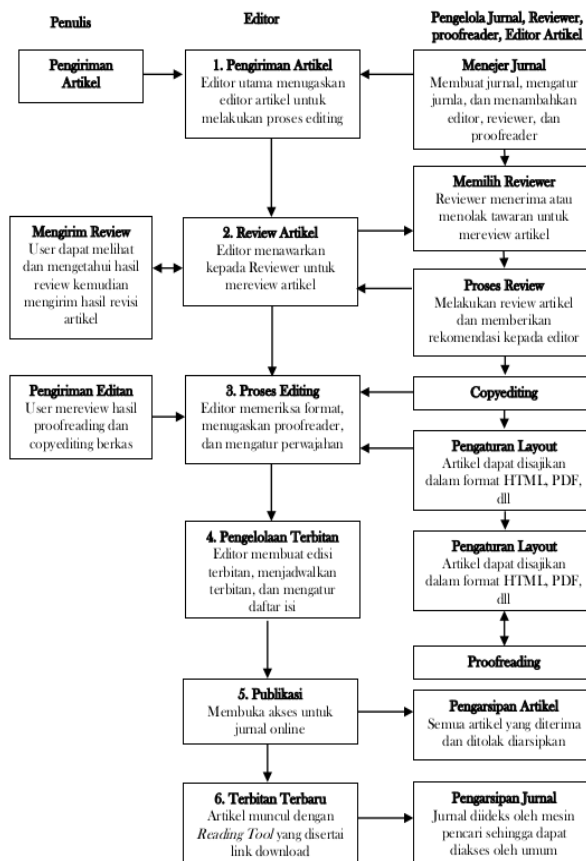 Penulis
Editor
Pengelola Jurnal, Reviewer,
proofreader, Editor Artikel
Pengiriman
Artikel
1. Pengiriman Artikel
Editor utama menugaskan
editor artikel untuk
melakukan proses editing
Menejer Jurnal
Membuat jurnal, mengatur
jurnla, dan menambahkan
editor, reviewer, dan
proofreader
Memilih Reviewer
Reviewer menerima atau
menolak tawaran untuk
mereview artikel
Mengirim Review
User dapat melihat
dan mengetahui hasil
review kemudian
mengirim hasil revisi
artikel
2. Review Artikel
Editor menawarkan
kepada Reviewer untuk
mereview artikel
Proses Review
Melakukan review artikel
dan memberikan
rekomendasi kepada editor
Pengiriman Editan
User mereview hasil
proofreading dan
copyediting berkas
3. Proses Editing
Editor memeriksa format,
menugaskan proofreader,
dan mengatur perwajahan
Copyediting
Pengaturan Layout
Artikel dapat disajikan
dalam format HTML, PDF,
dll
4. Pengelolaan Terbitan
Editor membuat edisi
terbitan, menjadwalkan
terbitan, dan mengatur
daftar isi
Pengaturan Layout
Artikel dapat disajikan
dalam format HTML, PDF,
dll
Proofreading
5. Publikasi
Membuka akses untuk
jurnal online
Pengarsipan Artikel
Semua artikel yang diterima
dan ditolak diarsipkan
6. Terbitan Terbaru
Artikel muncul dengan
Reading Tool yang disertai
link download
Pengarsipan Jurnal
Jurnal diideks oleh mesin
pencari sehingga dapat
diakses oleh umum